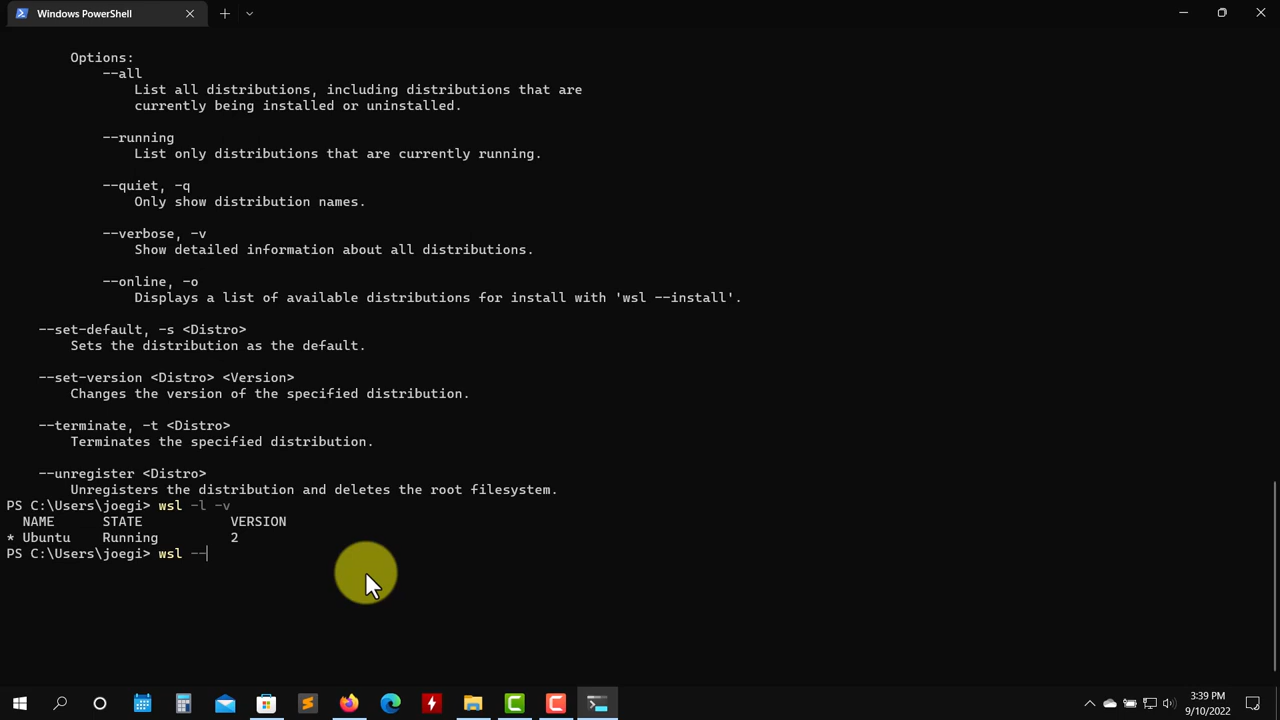 Windows PowerShell
Options:
--all
List all distributions, including distributions that are
currently being installed or uninstalled.
--running
List only distributions that are currently running.
--quiet, -q
Only show distribution names.
--verbose, -v
Show detailed information about all distributions.
--online, -o
Displays a list of available distributions for install with 'wsl --install'.
--set-default, -s <Distro>
Sets the distribution as the default.
--set-version <Distro> <Version>
Changes the version of the specified distribution.
--terminate, -t <Distro>
Terminates the specified distribution.
--unregister <Distro>
Unregisters the distribution and deletes the root filesystem.
PS C:\Users\joegi> wsl -l -v
NAME STATE VERSION
* Ubuntu Running 2
PS C:\Users\joegi> wsl --
3:39 PM
9/10/2022